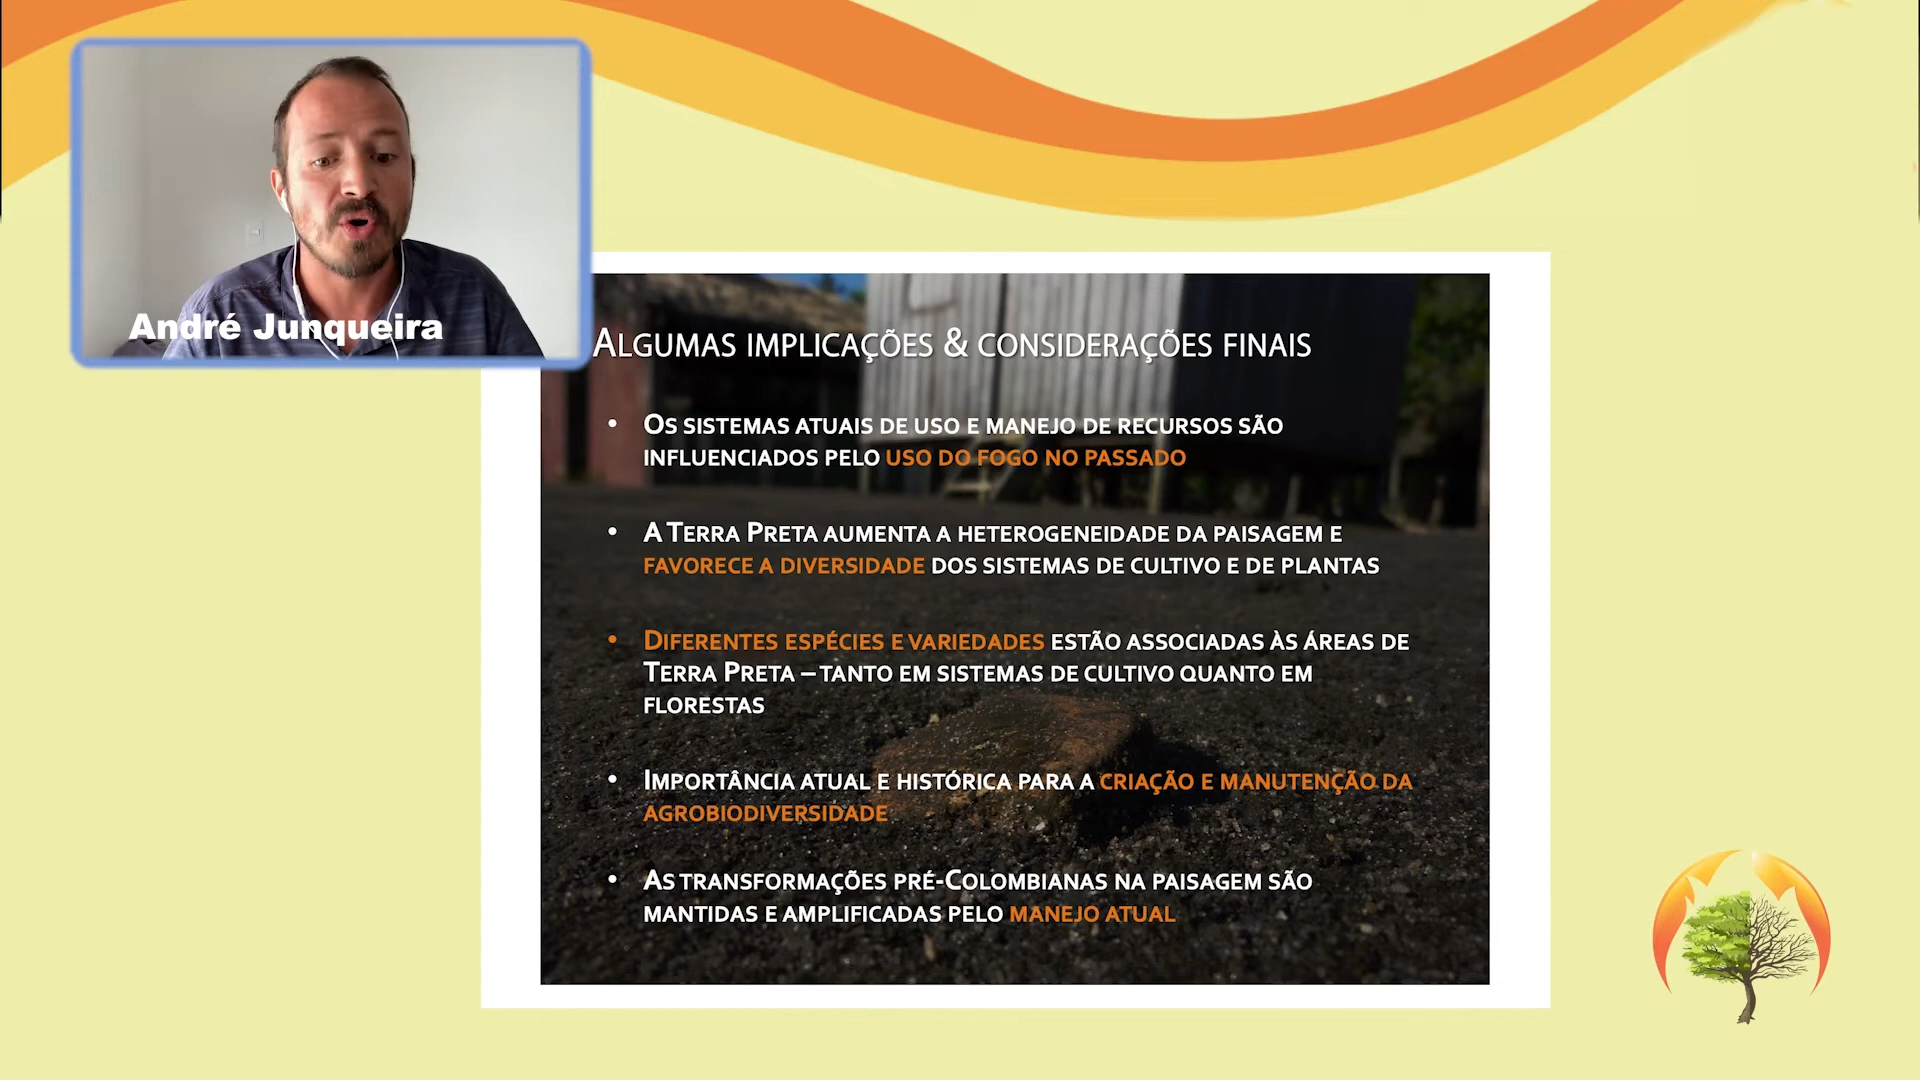 André Junqueira
Algumas implicações & considerações finais
• Os sistemas atuais de uso e manejo de recursos são
influenciados pelo uso do fogo no passado
• A Terra Preta aumenta a heterogeneidade da paisagem e
favorece a diversidade dos sistemas de cultivo e de plantas
• Diferentes espécies e variedades estão associadas às áreas de
Terra Preta – tanto em sistemas de cultivo quanto em
florestas
• Importância atual e histórica para a criação e manutenção da
agrobiodiversidade
• As transformações pré-Colombianas na paisagem são
mantidas e amplificadas pelo manejo atual